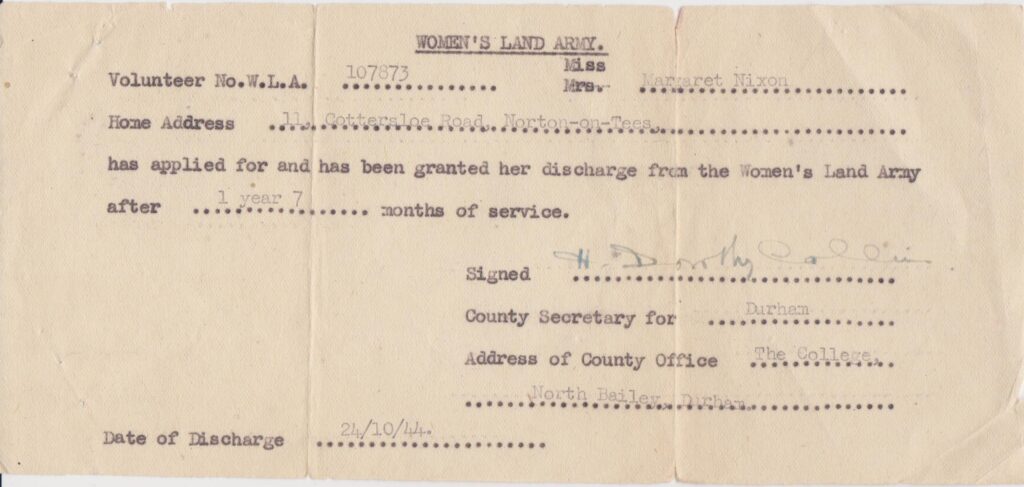 WOMEN'S LAND ARMY.
Volunteer No.W.L.A. 107873 Miss Mrs. Margaret Nixon
Home Address 11, Cottersloe Road, Norton-on-Tees,
has applied for and has been granted her discharge from the Women's Land Army
after 1 year 7 months of service.
Signed H. Dorothy Collins
County Secretary for Durham
Address of County Office The College,
North Bailey, Durham.
Date of Discharge 24/10/44.